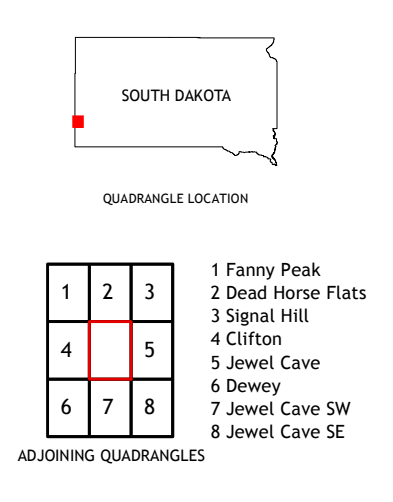 SOUTH DAKOTA
QUADRANGLE LOCATION
1 2 3
4 5
6 7 8
ADJOINING QUADRANGLES
1 Fanny Peak
2 Dead Horse Flats
3 Signal Hill
4 Clifton
5 Jewel Cave
6 Dewey
7 Jewel Cave SW
8 Jewel Cave SE